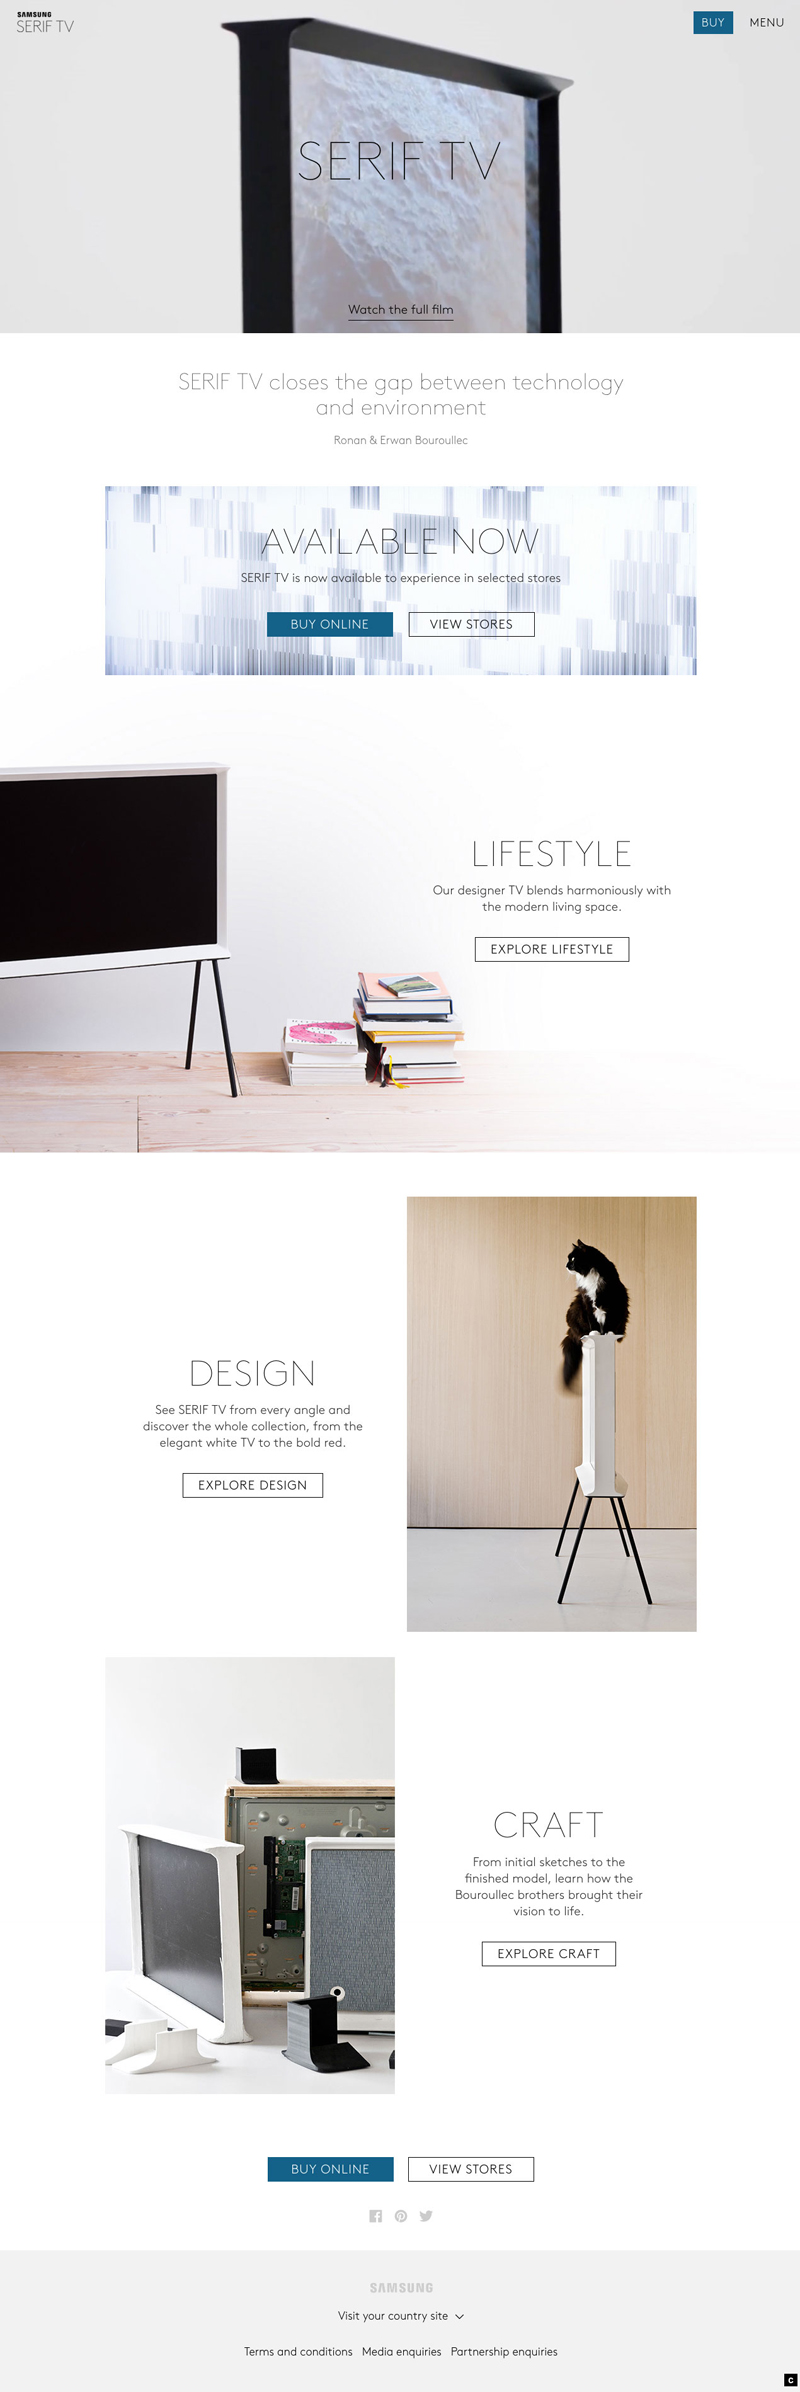 SAMSUNG
SERIF TV
BUY
MENU
SERIF TV
Watch the full film
SERIF TV closes the gap between technology
and environment
Ronan & Erwan Bouroullec
AVAILABLE NOW
SERIF TV is now available to experience in selected stores
BUY ONLINE
VIEW STORES
LIFESTYLE
Our designer TV blends harmoniously with
the modern living space.
EXPLORE LIFESTYLE
DESIGN
See SERIF TV from every angle and
discover the whole collection, from the
elegant white TV to the bold red.
EXPLORE DESIGN
CRAFT
From initial sketches to the
finished model, learn how the
Bouroullec brothers brought their
vision to life.
EXPLORE CRAFT
BUY ONLINE
VIEW STORES
SAMSUNG
Visit your country site
Terms and conditions
Media enquiries
Partnership enquiries
C